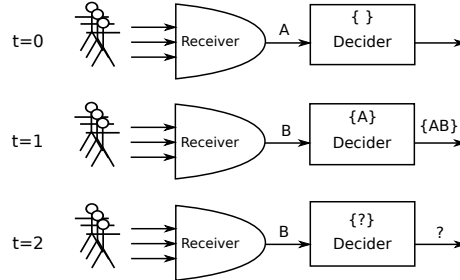 A
{ }
t=0
Receiver
Decider
B
{A}
{AB}
t=1
Receiver
Decider
B
{?}
?
t=2
Receiver
Decider